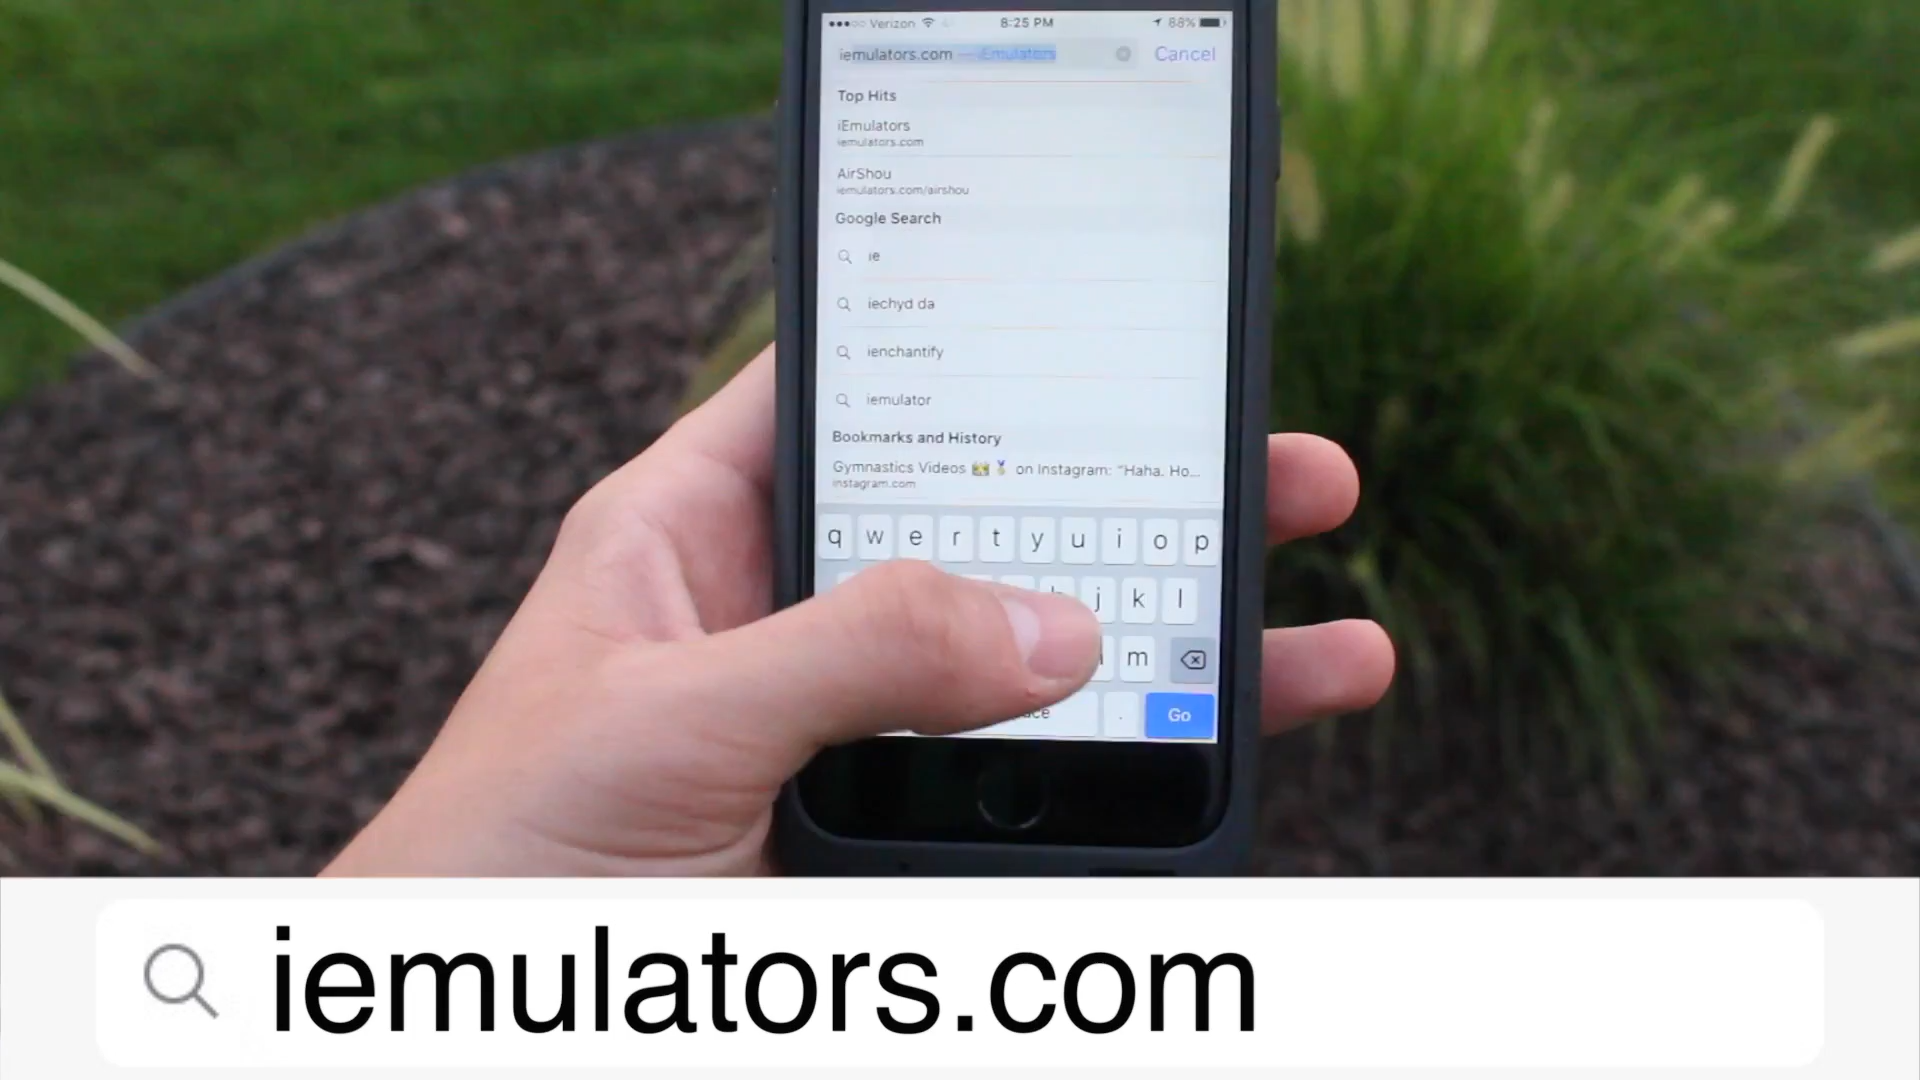 Verizon 8:25 PM 88%
iemulators.com — iEmulators Cancel
Top Hits
iEmulators
iemulators.com
AirShou
iemulators.com/airshou
Google Search
ie
iechyd da
ienchantify
iemulator
Bookmarks and History
Gymnastics Videos 🙌🏅 on Instagram: “Haha. Ho...
instagram.com
q w e r t y u i o p
j k l
m
.
Go
iemulators.com